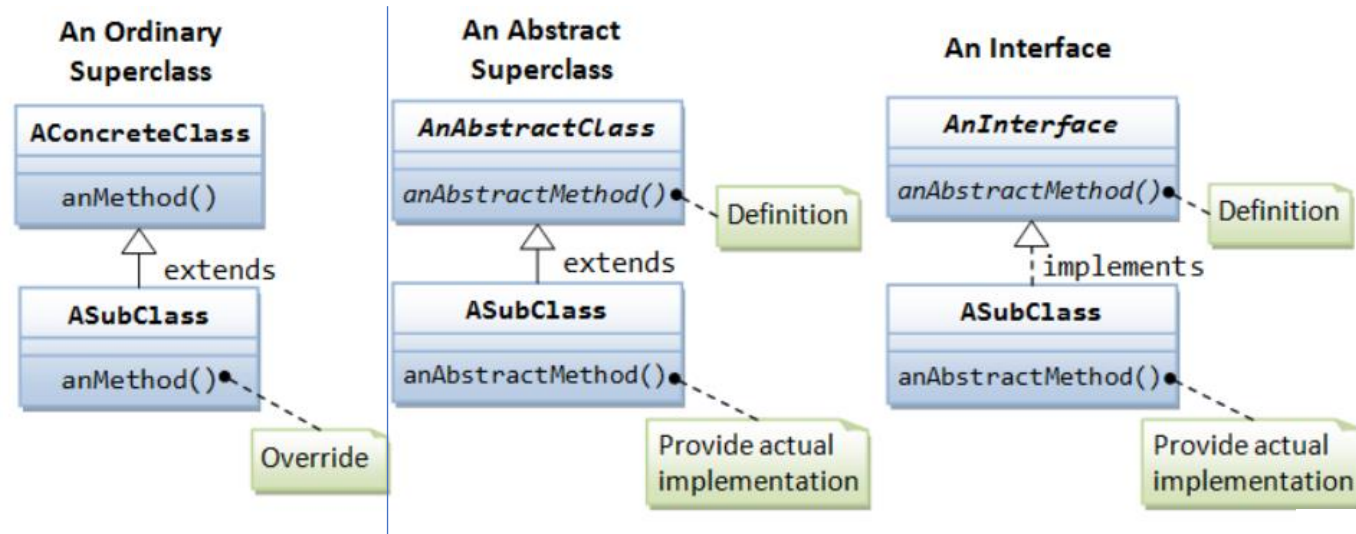 An Ordinary
Superclass
AConcreteClass
anMethod()
extends
ASubClass
anMethod()
Override
An Abstract
Superclass
AnAbstractClass
anAbstractMethod()
Definition
extends
ASubClass
anAbstractMethod()
Provide actual
implementation
An Interface
AnInterface
anAbstractMethod()
Definition
implements
ASubClass
anAbstractMethod()
Provide actual
implementation